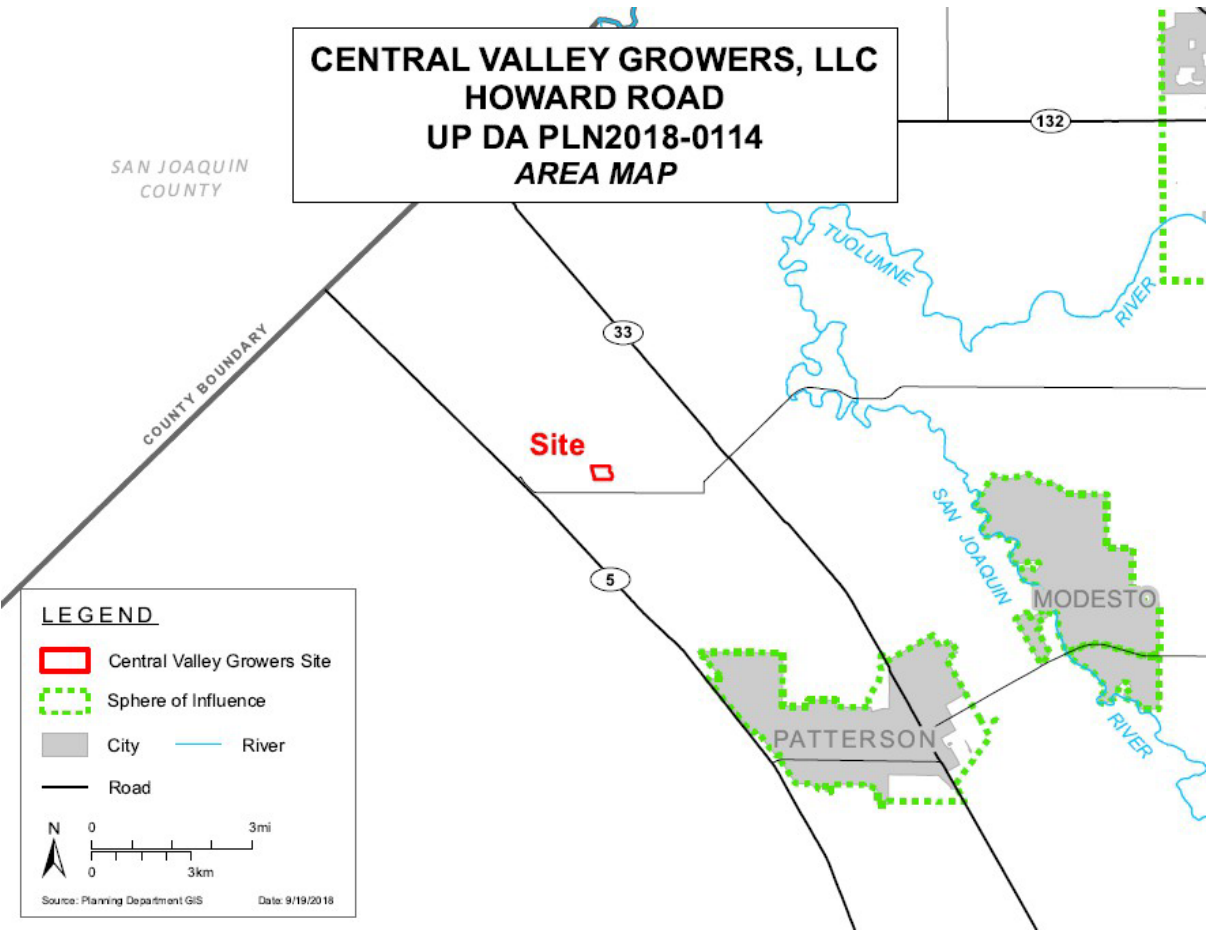 CENTRAL VALLEY GROWERS, LLC
HOWARD ROAD
UP DA PLN2018-0114
AREA MAP
132
SAN JOAQUIN
COUNTY
TUOLUMNE
RIVER
COUNTY BOUNDARY
33
Site
SAN JOAQUIN
RIVER
5
MODESTO
PATTERSON
LEGEND
Central Valley Growers Site
Sphere of Influence
City River
Road
N 0 3mi
0 3km
Source: Planning Department GIS Date: 9/19/2018